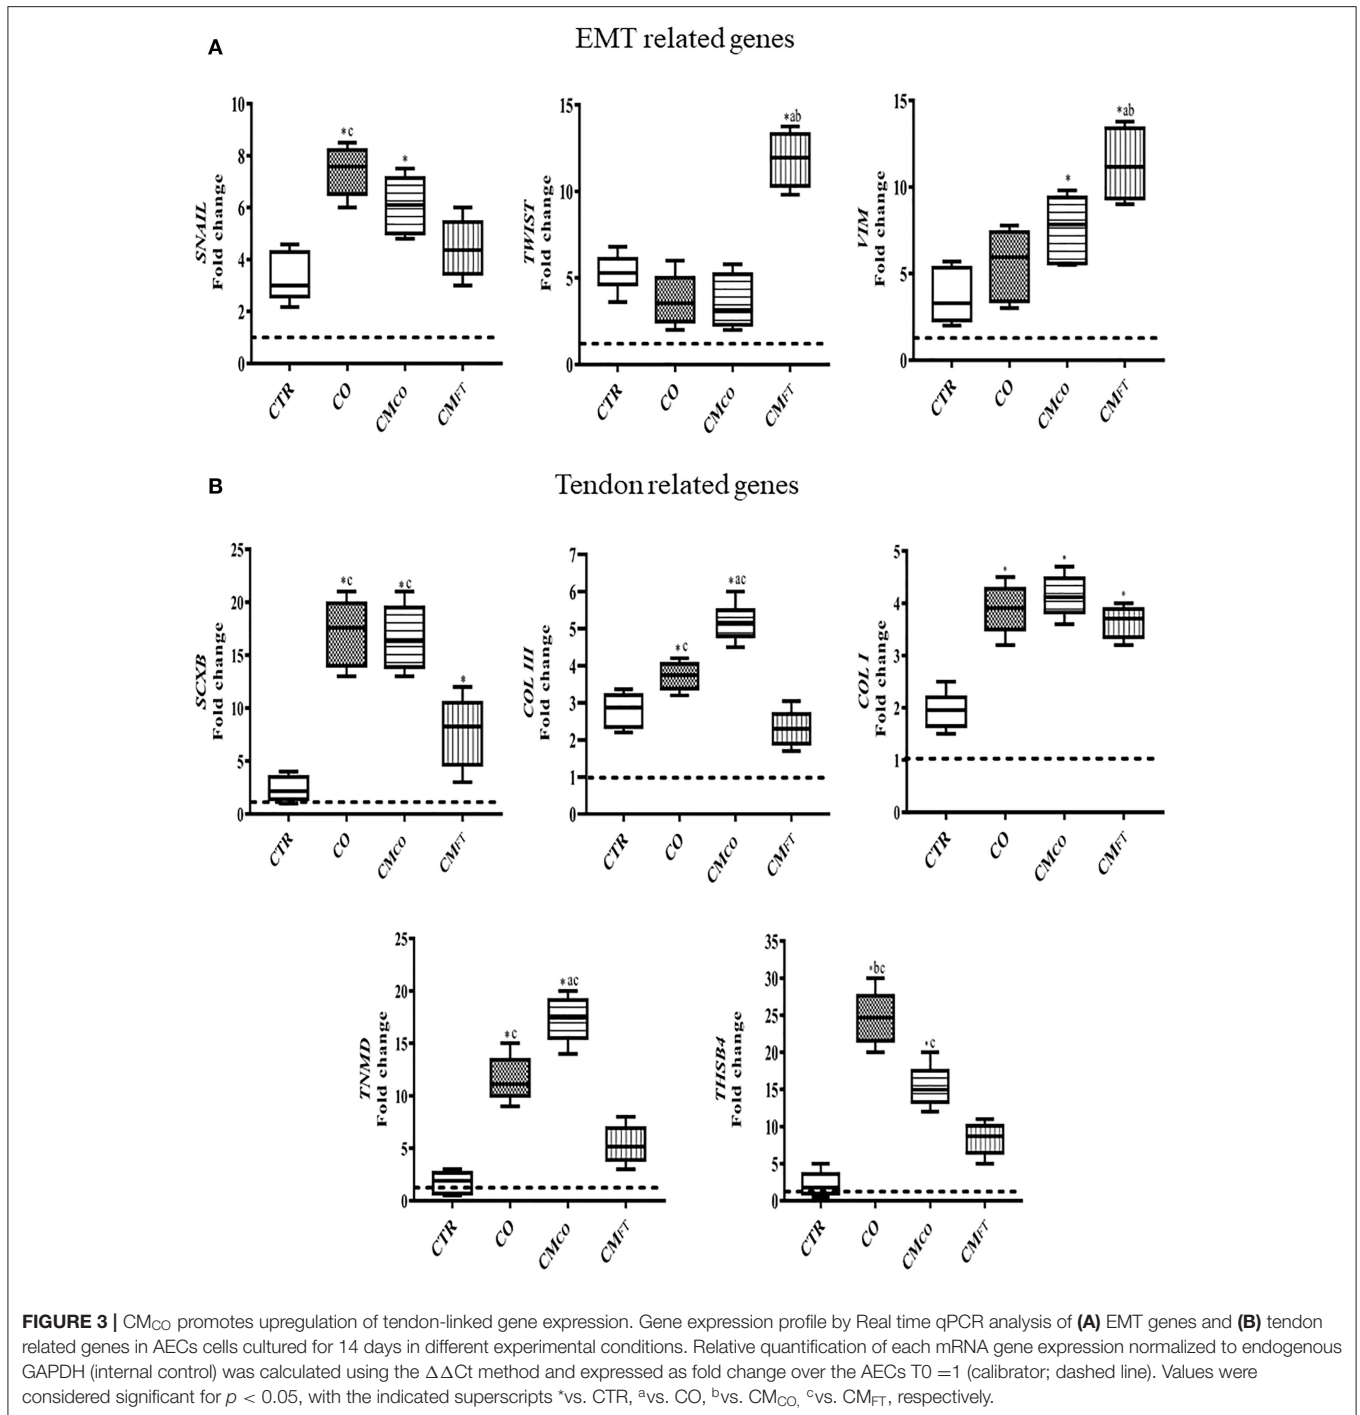 A
EMT related genes
SNAIL
Fold change
10
8
6
4
2
0
*c
*
CTR
CO
CMCO
CMFT
TWIST
Fold change
15
10
5
0
*ab
CTR
CO
CMCO
CMFT
VIM
Fold change
15
10
5
0
*
*ab
CTR
CO
CMCO
CMFT
B
Tendon related genes
SCXB
Fold change
25
20
15
10
5
0
*c
*c
*
CTR
CO
CMCO
CMFT
COL III
Fold change
7
6
5
4
3
2
1
0
*c
*ac
CTR
CO
CMCO
CMFT
COL I
Fold change
5
4
3
2
1
0
*
*
*
CTR
CO
CMCO
CMFT
TNMD
Fold change
25
20
15
10
5
0
*c
*ac
CTR
CO
CMCO
CMFT
THSB4
Fold change
35
30
25
20
15
10
5
0
*bc
*c
CTR
CO
CMCO
CMFT
FIGURE 3 | CMCO promotes upregulation of tendon-linked gene expression. Gene expression profile by Real time qPCR analysis of (A) EMT genes and (B) tendon
related genes in AECs cells cultured for 14 days in different experimental conditions. Relative quantification of each mRNA gene expression normalized to endogenous
GAPDH (internal control) was calculated using the ΔΔCt method and expressed as fold change over the AECs T0 =1 (calibrator; dashed line). Values were
considered significant for p < 0.05, with the indicated superscripts *vs. CTR, avs. CO, bvs. CMCO, cvs. CMFT, respectively.